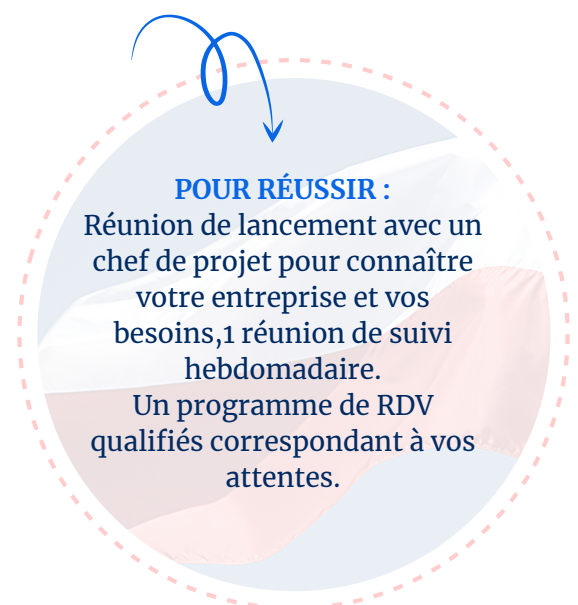 POUR RÉUSSIR :
Réunion de lancement avec un
chef de projet pour connaître
votre entreprise et vos
besoins,1 réunion de suivi
hebdomadaire.
Un programme de RDV
qualifiés correspondant à vos
attentes.